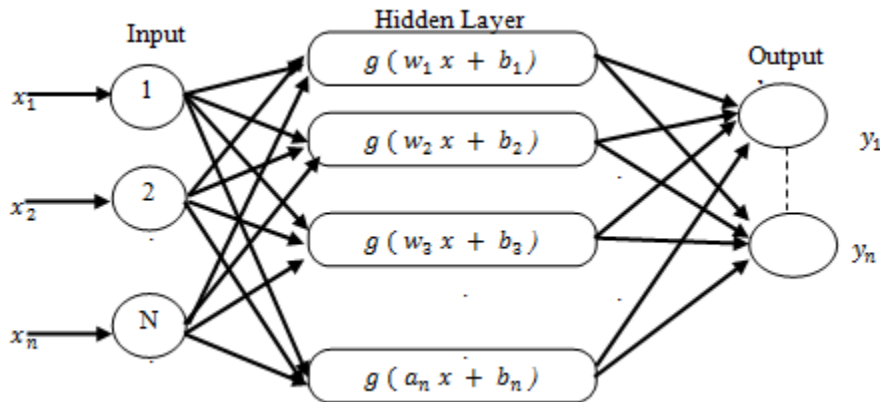 Hidden Layer
Input
Output
x₁
1
g ( w₁ x + b₁ )
y₁
x₂
2
g ( w₂ x + b₂ )
g ( w₃ x + b₃ )
yₙ
xₙ
N
g ( aₙ x + bₙ )